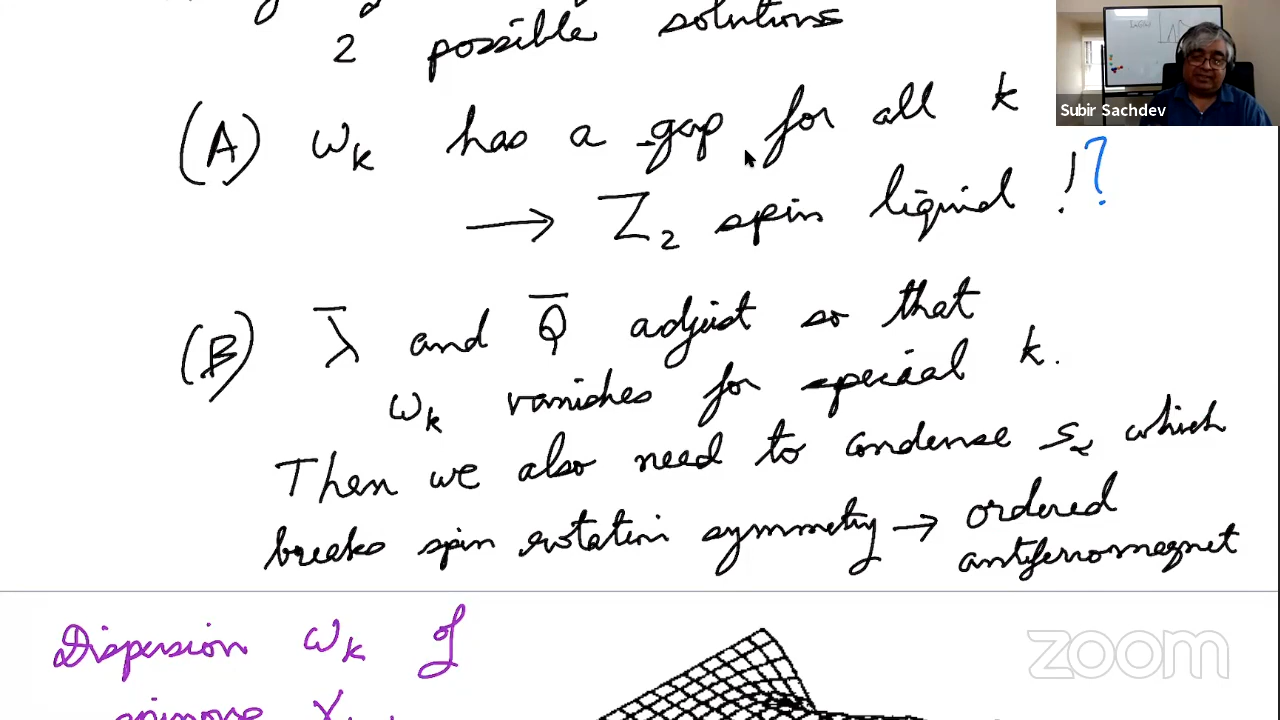 2 possible solutions
(A) ωk has a gap for all k
→ Z2 spin liquid !?
(B) λ̄ and Q̄ adjust so that
ωk vanishes for special k.
Then we also need to condense sα which
breaks spin rotation symmetry → ordered
antiferromagnet
Dispersion ωk of
Subir Sachdev
zoom